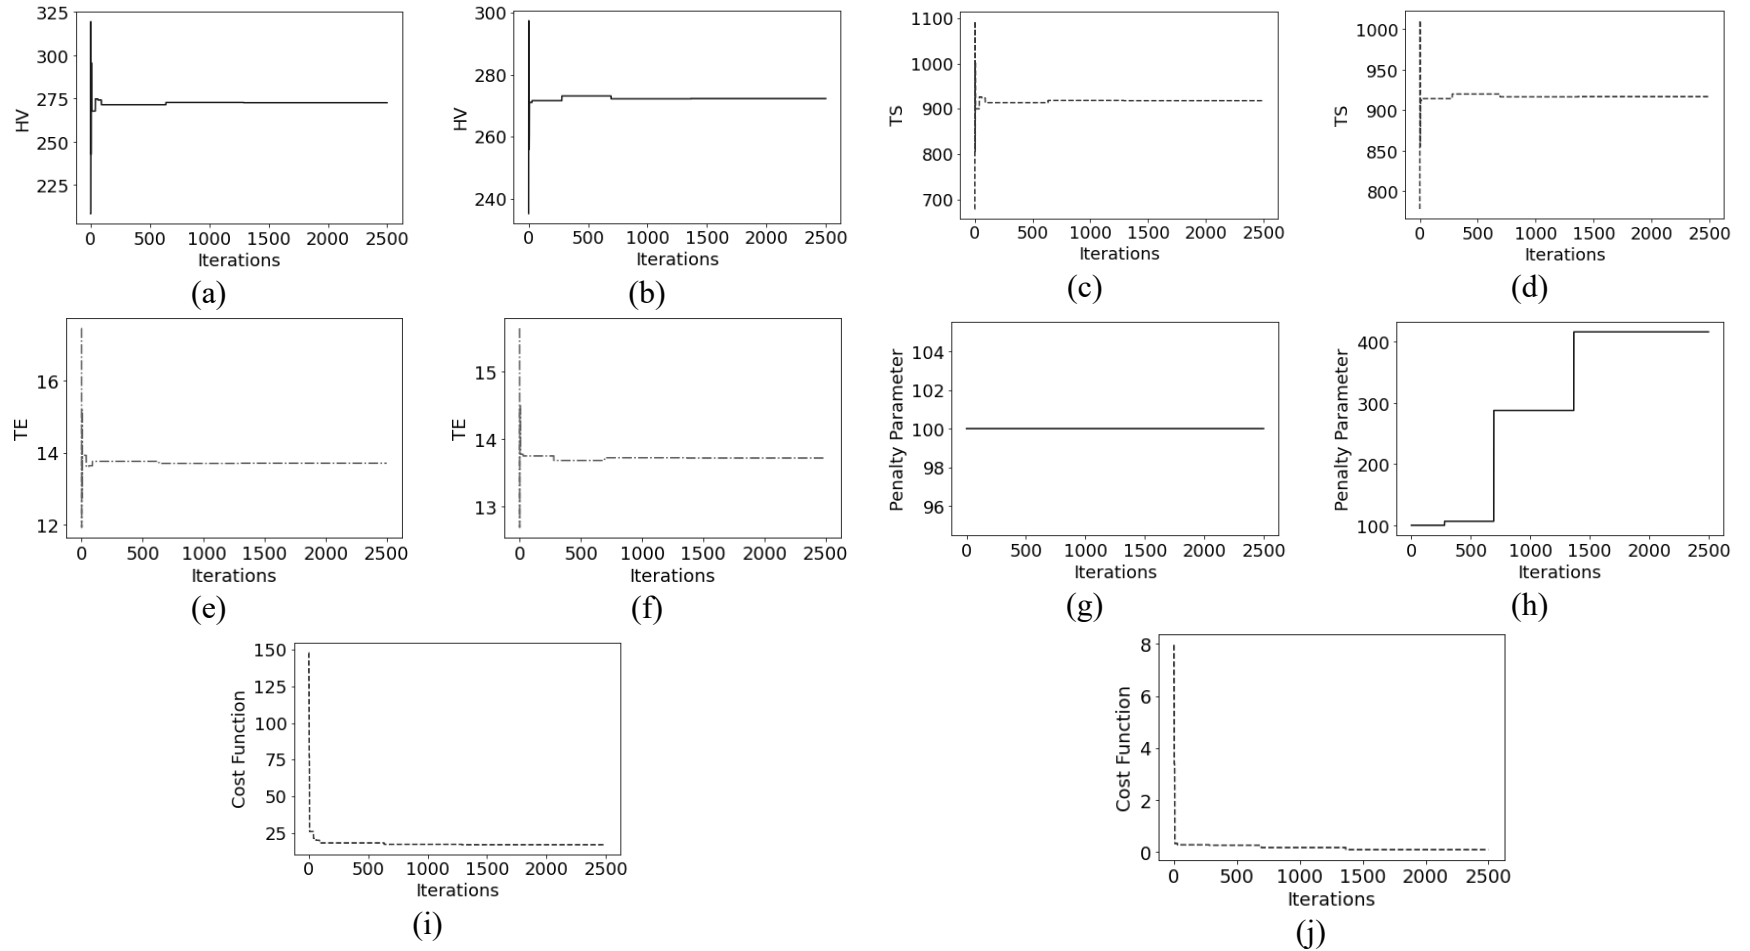 325
300
275
250
225
HV
0 500 1000 1500 2000 2500
Iterations
(a)
300
280
260
240
HV
0 500 1000 1500 2000 2500
Iterations
(b)
1100
1000
900
800
700
TS
0 500 1000 1500 2000 2500
Iterations
(c)
1000
950
900
850
800
TS
0 500 1000 1500 2000 2500
Iterations
(d)
16
14
12
TE
0 500 1000 1500 2000 2500
Iterations
(e)
15
14
13
TE
0 500 1000 1500 2000 2500
Iterations
(f)
104
102
100
98
96
Penalty Parameter
0 500 1000 1500 2000 2500
Iterations
(g)
400
300
200
100
Penalty Parameter
0 500 1000 1500 2000 2500
Iterations
(h)
150
125
100
75
50
25
Cost Function
0 500 1000 1500 2000 2500
Iterations
(i)
8
6
4
2
0
Cost Function
0 500 1000 1500 2000 2500
Iterations
(j)